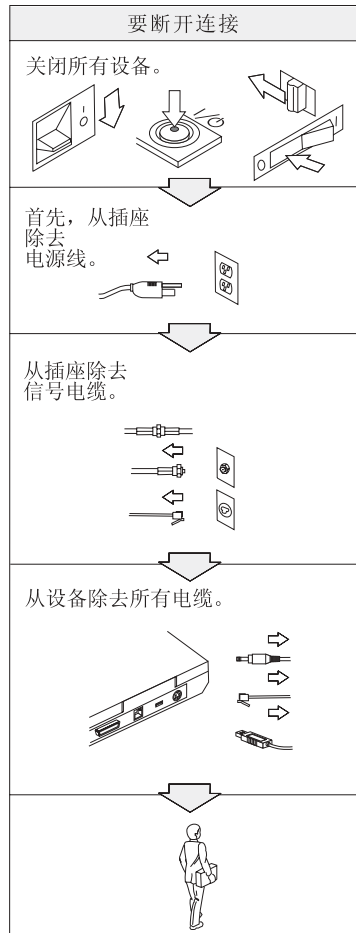 要断开连接
关闭所有设备。
首先，从插座
除去
电源线。
从插座除去
信号电缆。
从设备除去所有电缆。